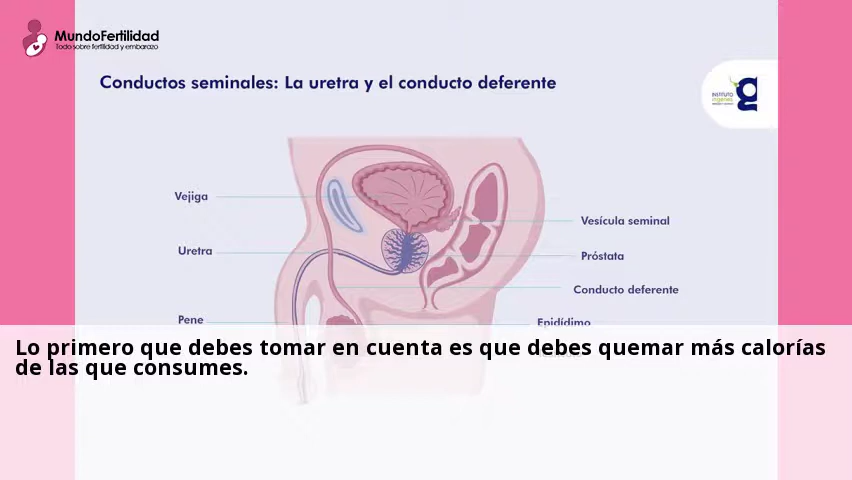 MundoFertilidad
Todo sobre fertilidad y embarazo
Conductos seminales: La uretra y el conducto deferente
INSTITUTO
Vejiga
Vesícula seminal
Uretra
Próstata
Conducto deferente
Pene
Epidídimo
Lo primero que debes tomar en cuenta es que debes quemar más calorías
de las que consumes.